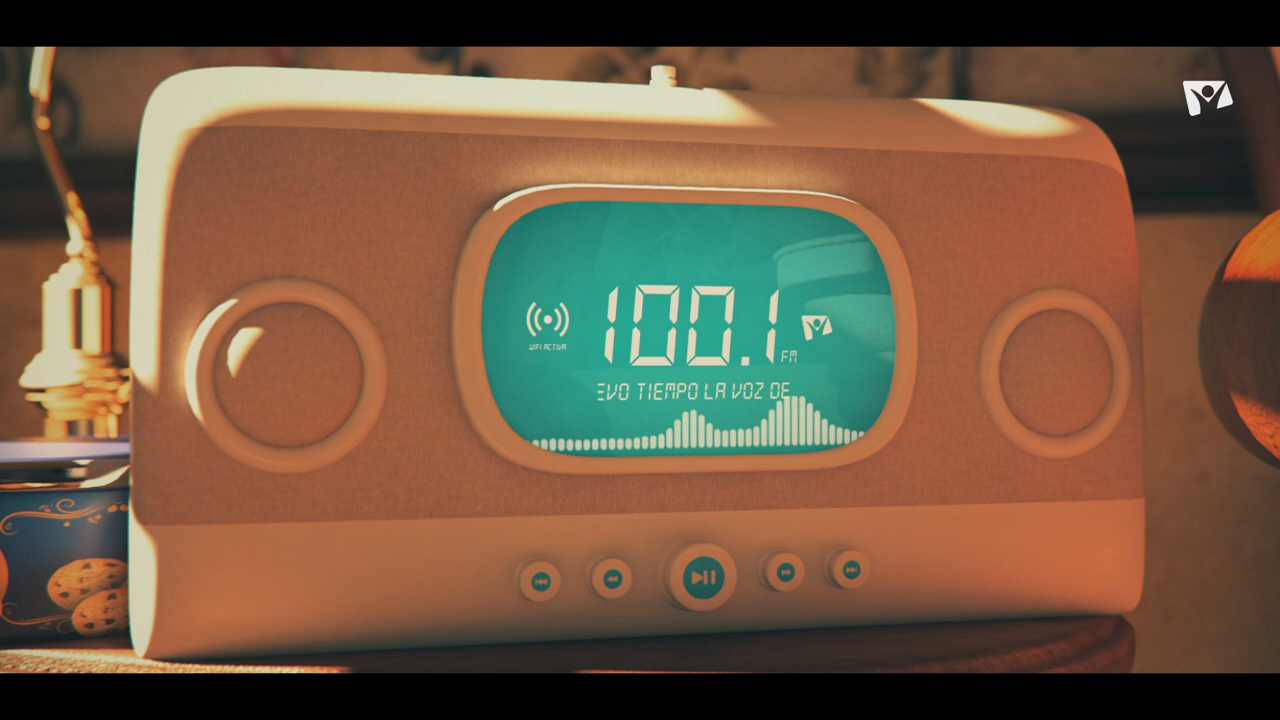 WIFI ACTIVA
100.1 FM
EVO TIEMPO LA VOZ DE